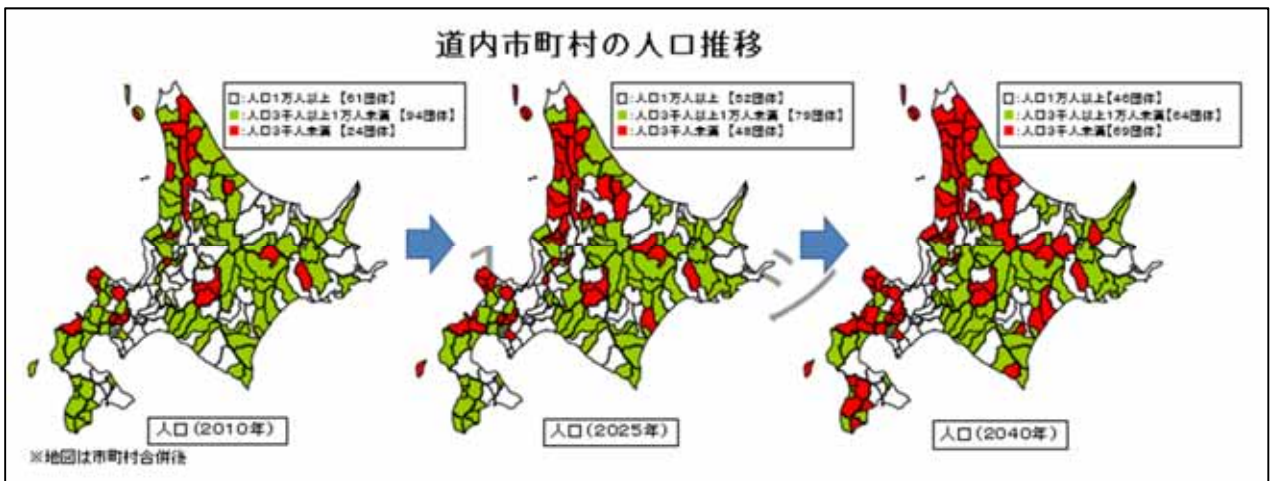 道内市町村の人口推移
□:人口1万人以上 【61団体】
■:人口3千人以上1万人未満 【94団体】
■:人口3千人未満 【24団体】
□:人口1万人以上 【52団体】
■:人口3千人以上1万人未満 【79団体】
■:人口3千人未満 【48団体】
□:人口1万人以上【46団体】
■:人口3千人以上1万人未満【64団体】
■:人口3千人未満【69団体】
人口(2010年)
人口(2025年)
人口(2040年)
※地図は市町村合併後